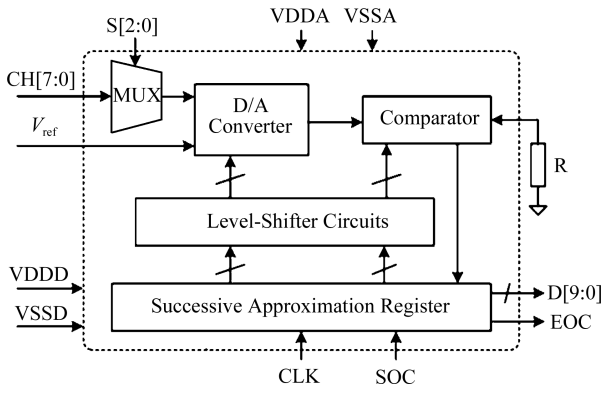 VDDA VSSA
S[2:0]
CH[7:0]
MUX
D/A
Converter
Comparator
Vref
R
Level-Shifter Circuits
VDDD
Successive Approximation Register
D[9:0]
VSSD
EOC
CLK
SOC